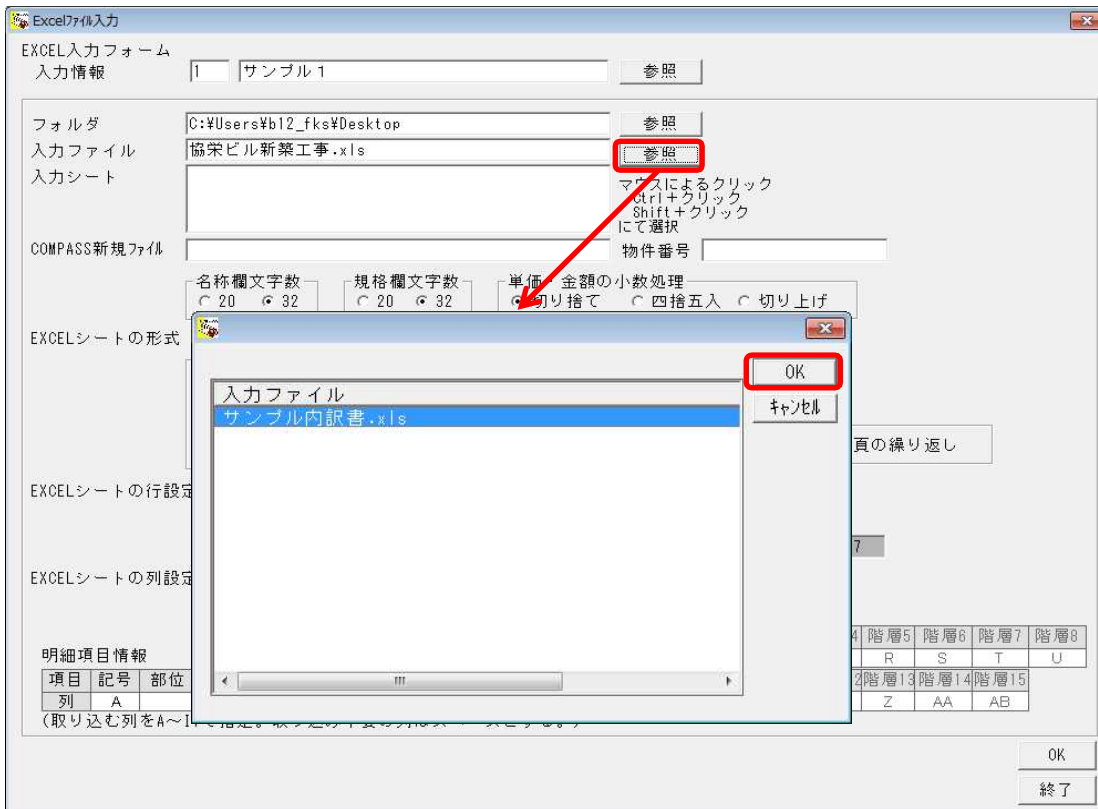 Excelﾌｧｲﾙ入力
EXCEL入力フォーム
入力情報 1 サンプル1 参照
フォルダ C:¥Users¥b12_fks¥Desktop 参照
入力ファイル 協栄ビル新築工事.xls 参照
入力シート
マウスによるクリック
Ctrl+クリック
Shift+クリック
にて選択
COMPASS新規ﾌｧｲﾙ 物件番号
名称欄文字数 規格欄文字数 単価・金額の小数処理
20 32 20 32 切り捨て 四捨五入 切り上げ
EXCELシートの形式
OK
入力ファイル
キャンセル
サンプル内訳書.xls
頁の繰り返し
EXCELシートの行設定
7
EXCELシートの列設定
4 階層5 階層6 階層7 階層8
明細項目情報 R S T U
項目 記号 部位 2 階層13 階層14 階層15
列 A Z AA AB
(取り込む列をA～
OK
終了